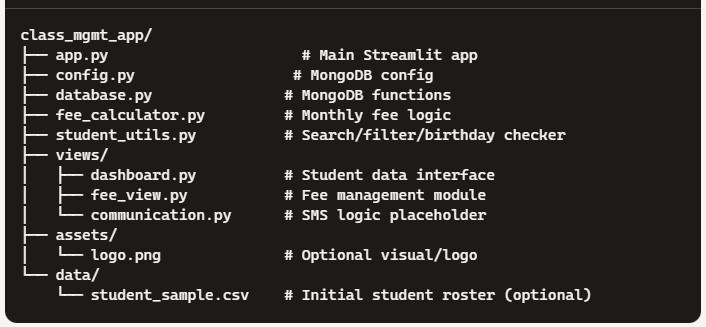 class_mgmt_app/
├── app.py                      # Main Streamlit app
├── config.py                  # MongoDB config
├── database.py               # MongoDB functions
├── fee_calculator.py         # Monthly fee logic
├── student_utils.py          # Search/filter/birthday checker
├── views/
│   ├── dashboard.py          # Student data interface
│   ├── fee_view.py           # Fee management module
│   └── communication.py      # SMS logic placeholder
├── assets/
│   └── logo.png              # Optional visual/logo
└── data/
    └── student_sample.csv    # Initial student roster (optional)